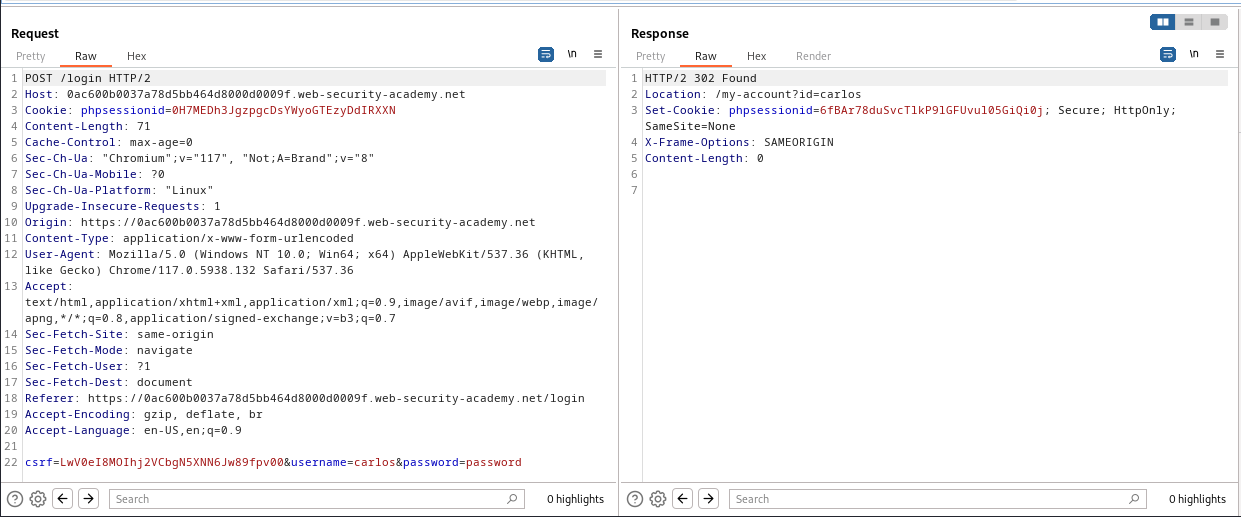 Request
Pretty Raw Hex
\n
1 POST /login HTTP/2
2 Host: 0ac600b0037a78d5bb464d8000d0009f.web-security-academy.net
3 Cookie: phpsessionid=0H7MEDh3JgzpgcDsYWyoGTEzyDdIRXXN
4 Content-Length: 71
5 Cache-Control: max-age=0
6 Sec-Ch-Ua: "Chromium";v="117", "Not;A=Brand";v="8"
7 Sec-Ch-Ua-Mobile: ?0
8 Sec-Ch-Ua-Platform: "Linux"
9 Upgrade-Insecure-Requests: 1
10 Origin: https://0ac600b0037a78d5bb464d8000d0009f.web-security-academy.net
11 Content-Type: application/x-www-form-urlencoded
12 User-Agent: Mozilla/5.0 (Windows NT 10.0; Win64; x64) AppleWebKit/537.36 (KHTML,
like Gecko) Chrome/117.0.5938.132 Safari/537.36
13 Accept:
text/html,application/xhtml+xml,application/xml;q=0.9,image/avif,image/webp,image/
apng,*/*;q=0.8,application/signed-exchange;v=b3;q=0.7
14 Sec-Fetch-Site: same-origin
15 Sec-Fetch-Mode: navigate
16 Sec-Fetch-User: ?1
17 Sec-Fetch-Dest: document
18 Referer: https://0ac600b0037a78d5bb464d8000d0009f.web-security-academy.net/login
19 Accept-Encoding: gzip, deflate, br
20 Accept-Language: en-US,en;q=0.9
21
22 csrf=LwV0eI8MOIhj2VCbgN5XNN6Jw89fpv00&username=carlos&password=password
Search
0 highlights
Response
Pretty Raw Hex Render
\n
1 HTTP/2 302 Found
2 Location: /my-account?id=carlos
3 Set-Cookie: phpsessionid=6fBAr78duSvcT1kP91GFUvu105GiQi0j; Secure; HttpOnly;
SameSite=None
4 X-Frame-Options: SAMEORIGIN
5 Content-Length: 0
6
7
Search
0 highlights